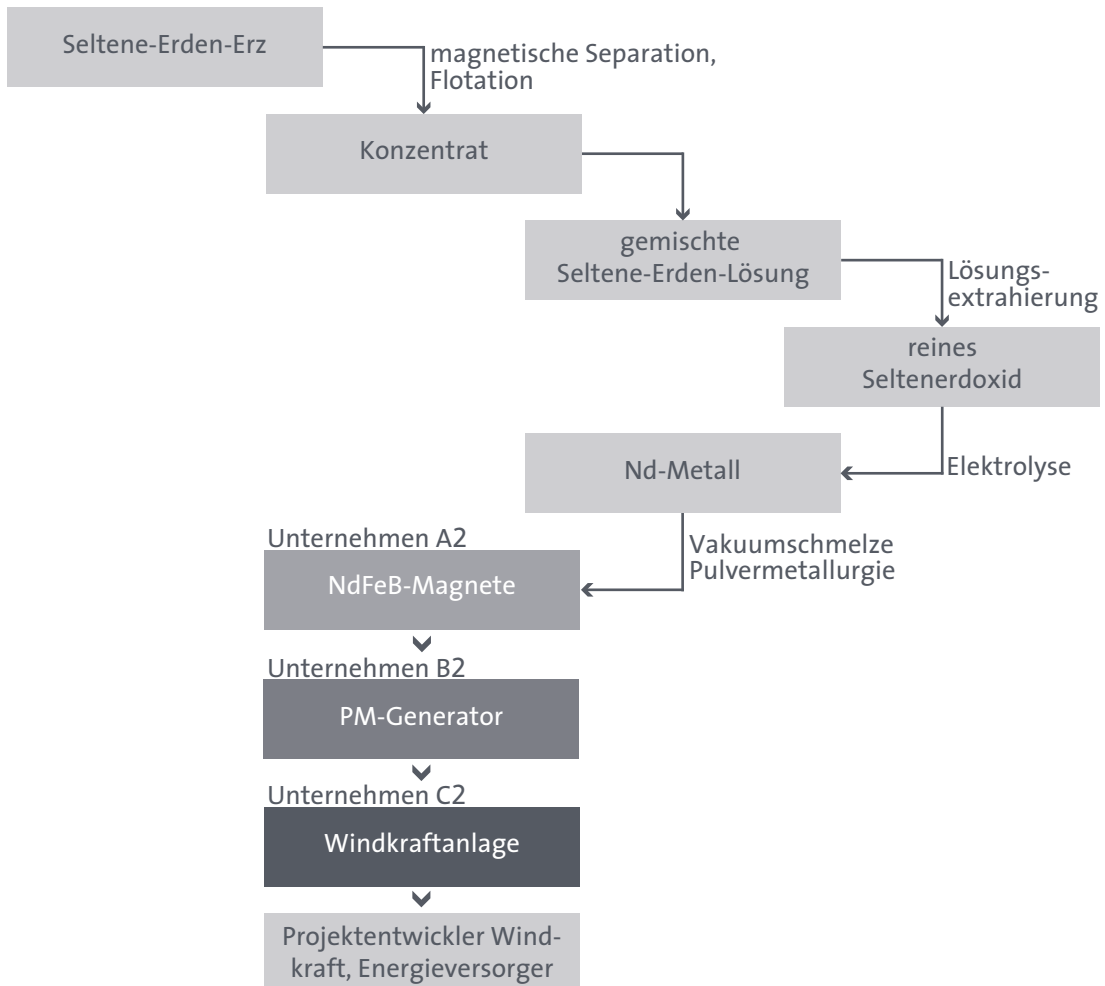 Seltene-Erden-Erz
magnetische Separation,
Flotation
Konzentrat
gemischte
Seltene-Erden-Lösung
Lösungs-
extrahierung
reines
Seltenerdoxid
Elektrolyse
Nd-Metall
Vakuumschmelze
Pulvermetallurgie
Unternehmen A2
NdFeB-Magnete
Unternehmen B2
PM-Generator
Unternehmen C2
Windkraftanlage
Projektentwickler Wind-
kraft, Energieversorger